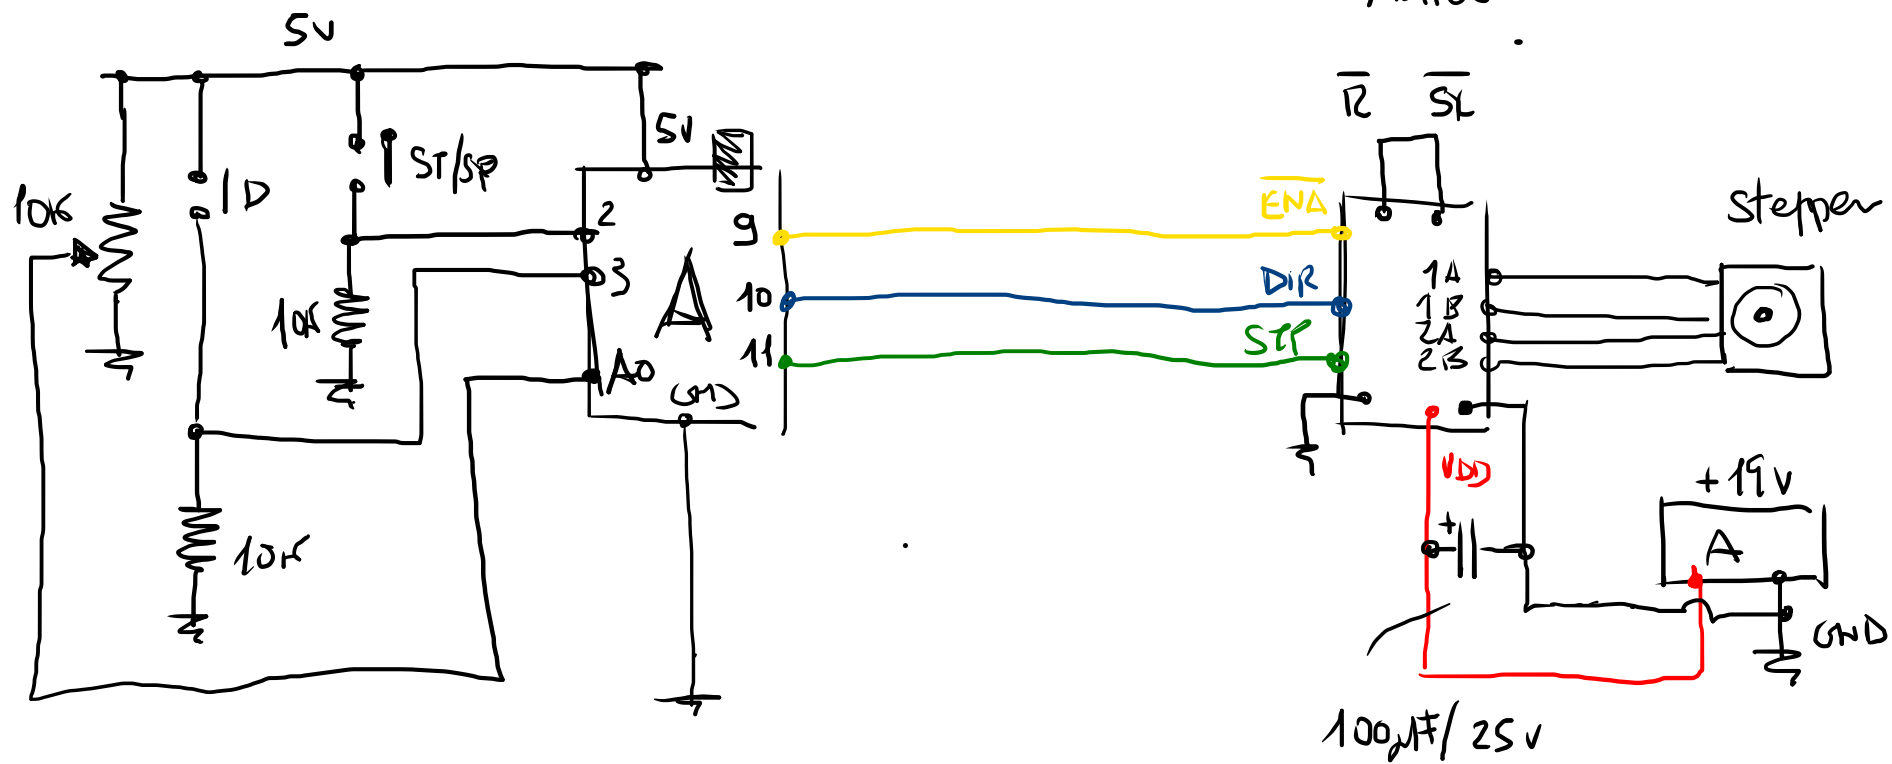 5V
R SL
5V
ST/SP
D
10K
ENA
2
9
Stepper
3
A
10
DIR
1A
10K
1B
11
STP
2A
2B
A0
GND
VDD
+19V
+
A
10K
GND
100µF/25V